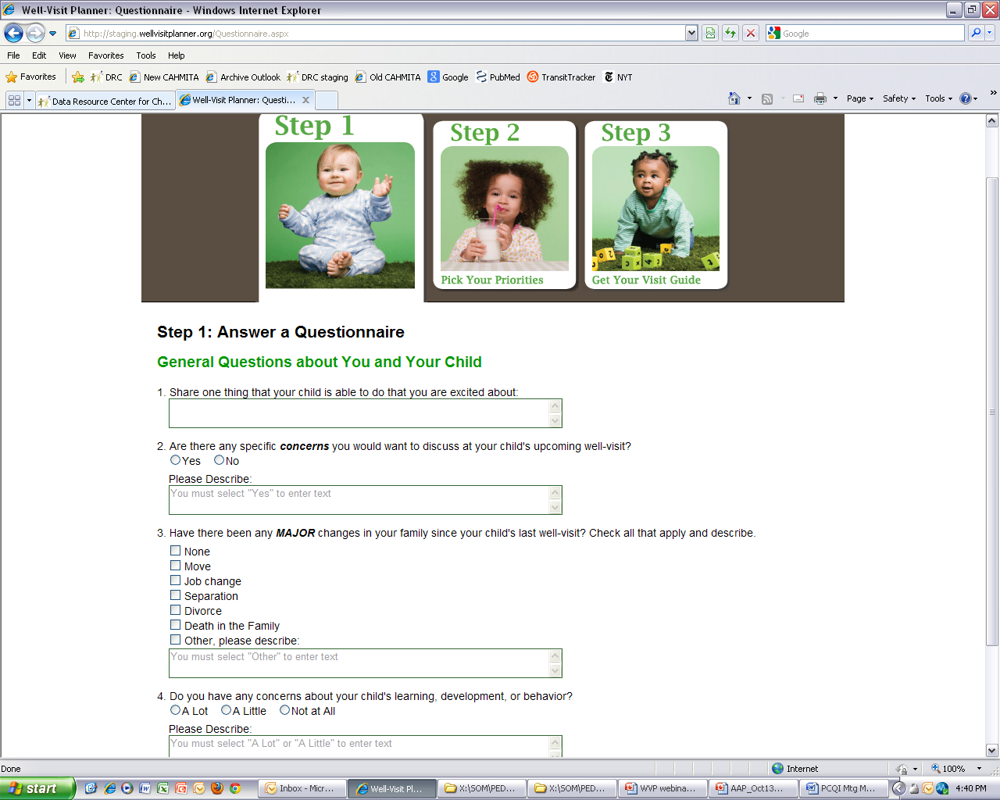 Well-Visit Planner: Questionnaire - Windows Internet Explorer
http://staging.wellvisitplanner.org/Questionnaire.aspx
Google
File Edit View Favorites Tools Help
Favorites DRC New CAHMITA Archive Outlook DRC staging Old CAHMITA Google PubMed TransitTracker NYT
Data Resource Center for Ch... Well-Visit Planner: Questi... Page Safety Tools
Step 1 Step 2 Step 3
Pick Your Priorities Get Your Visit Guide
Step 1: Answer a Questionnaire
General Questions about You and Your Child
1. Share one thing that your child is able to do that you are excited about:
2. Are there any specific concerns you would want to discuss at your child's upcoming well-visit?
Yes No
Please Describe:
You must select "Yes" to enter text
3. Have there been any MAJOR changes in your family since your child's last well-visit? Check all that apply and describe.
None
Move
Job change
Separation
Divorce
Death in the Family
Other, please describe:
You must select "Other" to enter text
4. Do you have any concerns about your child's learning, development, or behavior?
A Lot A Little Not at All
Please Describe:
You must select "A Lot" or "A Little" to enter text
Done Internet 100%
start Inbox - Micr... Well-Visit Pl... X:\SOM\PED... X:\SOM\PED... WVP webina... AAP_Oct13... PCQI Mtg M... 4:40 PM